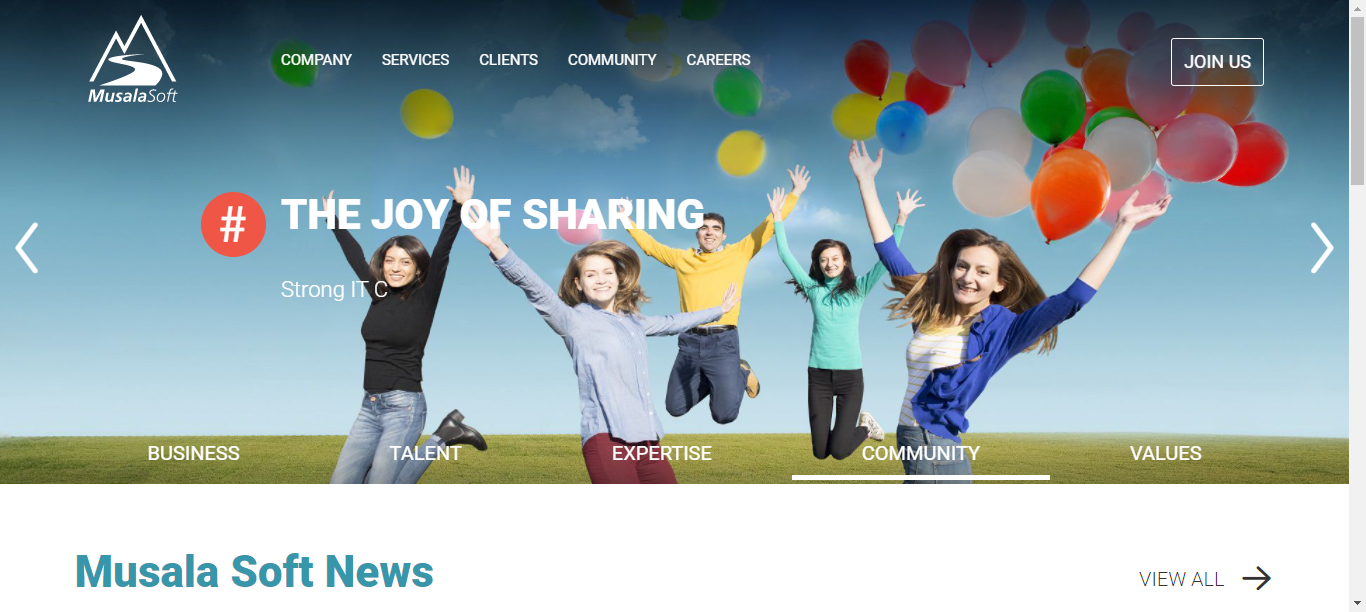 MusalaSoft
COMPANY SERVICES CLIENTS COMMUNITY CAREERS
JOIN US
# THE JOY OF SHARING
Strong IT C
BUSINESS TALENT EXPERTISE COMMUNITY VALUES
Musala Soft News
VIEW ALL